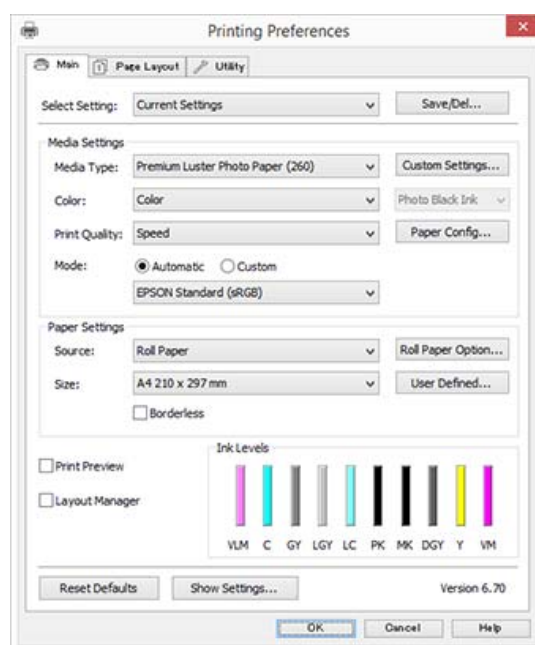 Printing Preferences
Main Page Layout Utility
Select Setting: Current Settings Save/Del...
Media Settings
Media Type: Premium Luster Photo Paper (260) Custom Settings...
Color: Color Photo Black Ink
Print Quality: Speed Paper Config...
Mode: Automatic Custom
EPSON Standard (sRGB)
Paper Settings
Source: Roll Paper Roll Paper Option...
Size: A4 210 x 297 mm User Defined...
Borderless
Ink Levels
Print Preview
Layout Manager
VLM C GY LGY LC PK MK DGY Y VM
Reset Defaults Show Settings... Version 6.70
OK Cancel Help